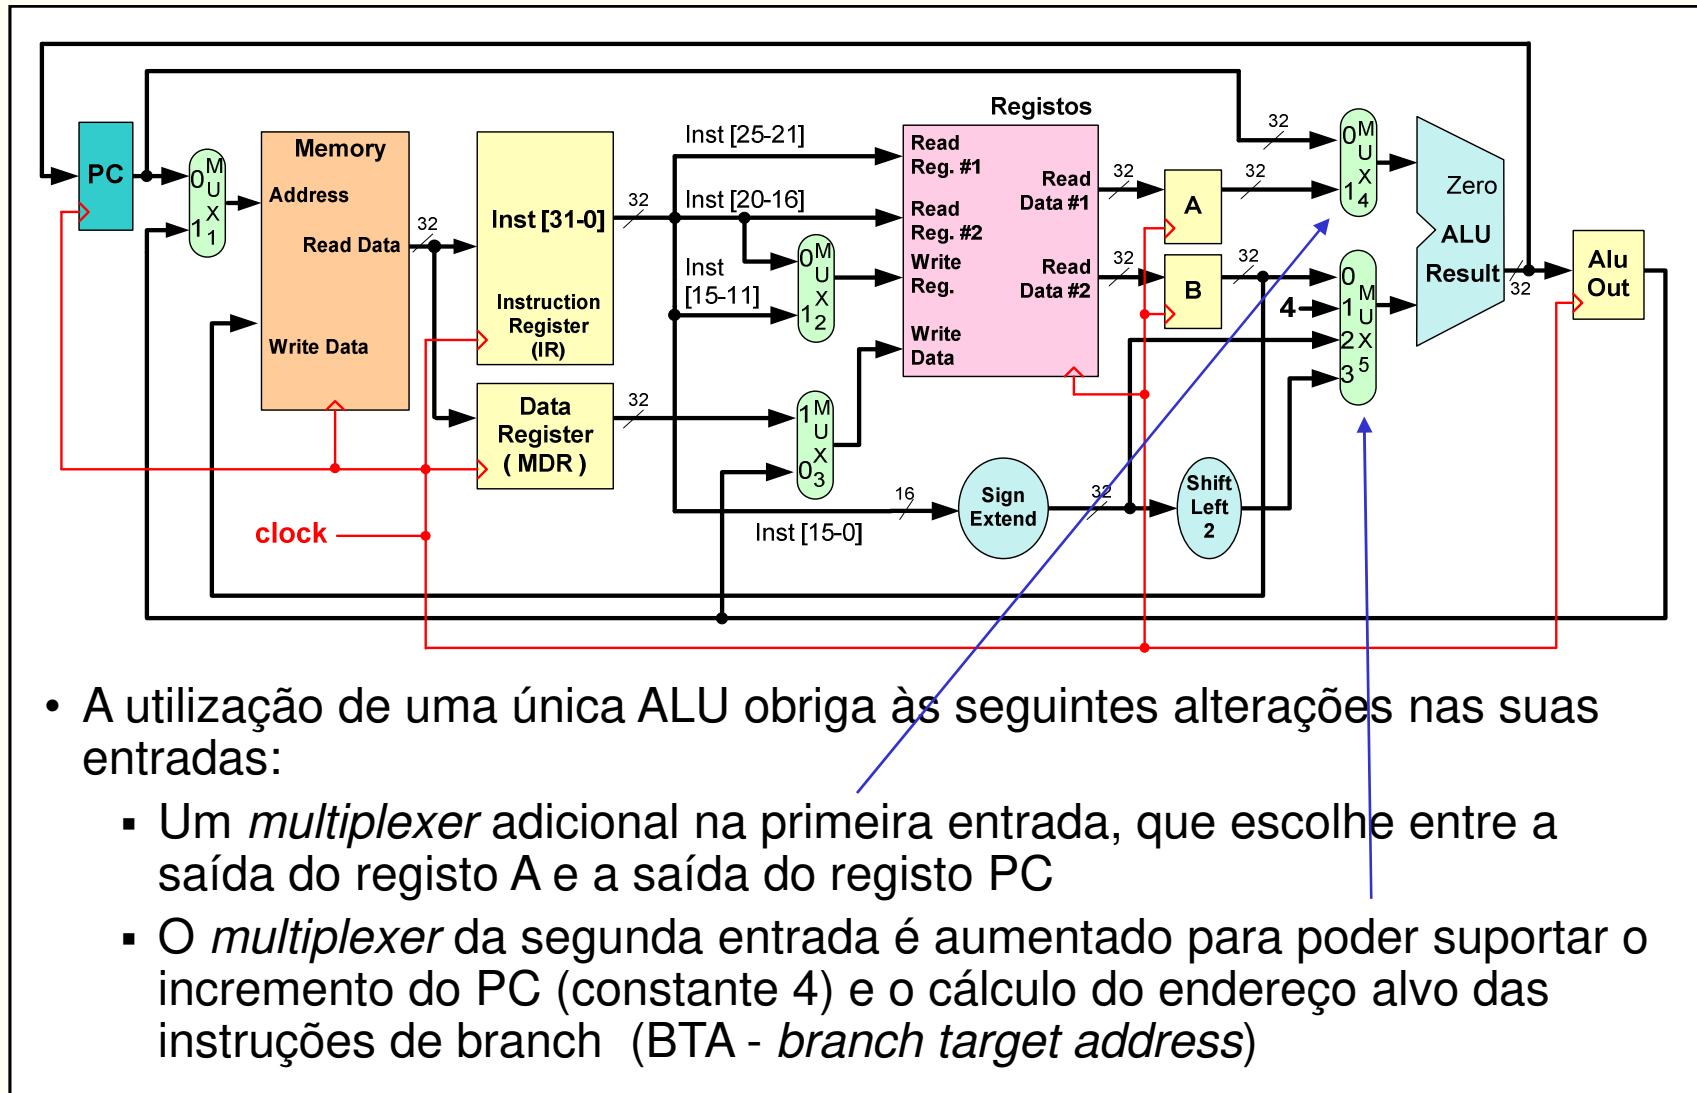 Registos
PC
0
1
M
U
X
1
Memory
Address
Read Data
Write Data
32
Inst [31-0]
Instruction
Register
(IR)
32
Data
Register
( MDR )
32
Inst [25-21]
Inst [20-16]
Inst
[15-11]
0
1
M
U
X
2
1
0
M
U
X
3
Read
Reg. #1
Read
Reg. #2
Write
Reg.
Write
Data
Read
Data #1
Read
Data #2
32
32
A
B
32
32
32
0
1
M
U
X
4
4
0
1
2
3
M
U
X
5
Zero
ALU
Result
32
Alu
Out
16
Inst [15-0]
Sign
Extend
32
Shift
Left
2
clock
• A utilização de uma única ALU obriga às seguintes alterações nas suas
entradas:
▪ Um multiplexer adicional na primeira entrada, que escolhe entre a
saída do registo A e a saída do registo PC
▪ O multiplexer da segunda entrada é aumentado para poder suportar o
incremento do PC (constante 4) e o cálculo do endereço alvo das
instruções de branch (BTA - branch target address)